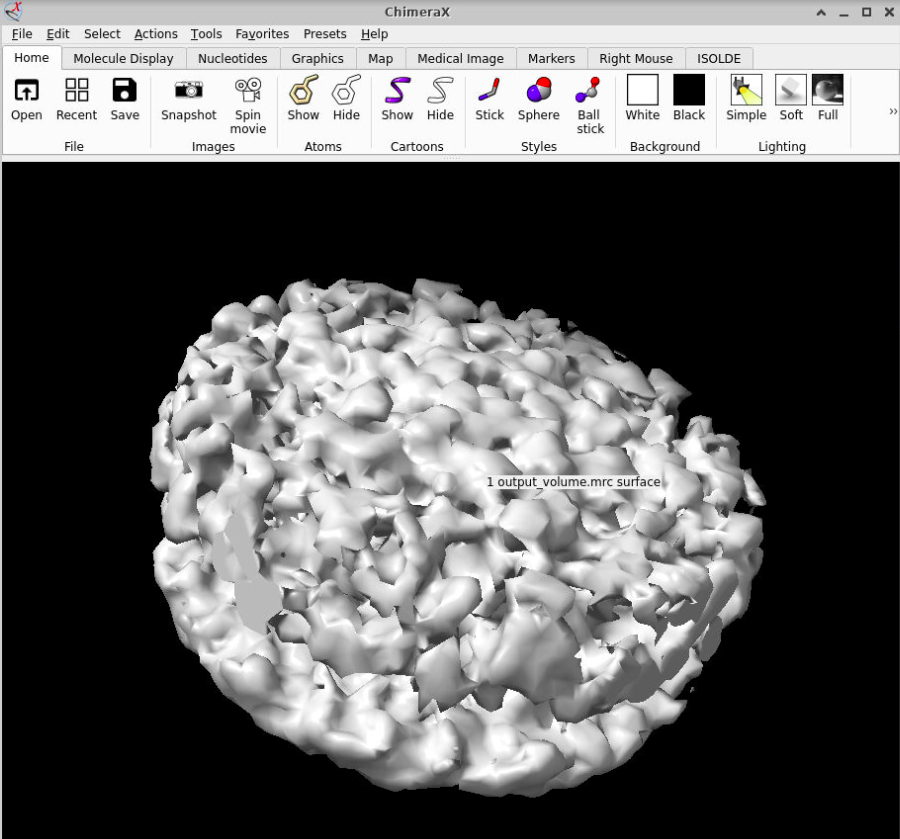 ChimeraX
File Edit Select Actions Tools Favorites Presets Help
Home Molecule Display Nucleotides Graphics Map Medical Image Markers Right Mouse ISOLDE
Open Recent Save Snapshot Spin movie Show Hide Show Hide Stick Sphere Ball stick White Black Simple Soft Full
File Images Atoms Cartoons Styles Background Lighting
1 output_volume.mrc surface